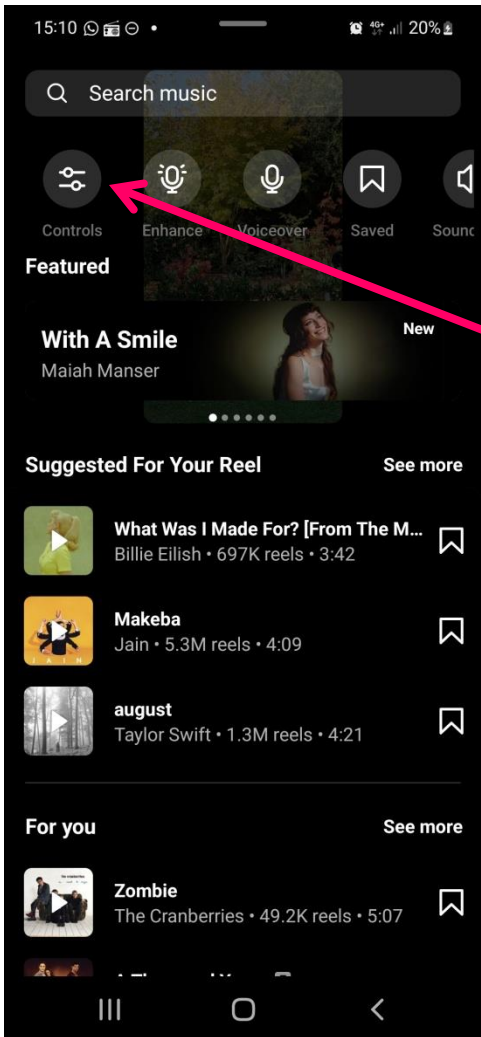 15:10
4G+
20%
Search music
Controls
Enhance
Voiceover
Saved
Sound
Featured
With A Smile
New
Maiah Manser
Suggested For Your Reel
See more
What Was I Made For? [From The M...
Billie Eilish • 697K reels • 3:42
Makeba
Jain • 5.3M reels • 4:09
JAIN
august
Taylor Swift • 1.3M reels • 4:21
For you
See more
Zombie
The Cranberries • 49.2K reels • 5:07